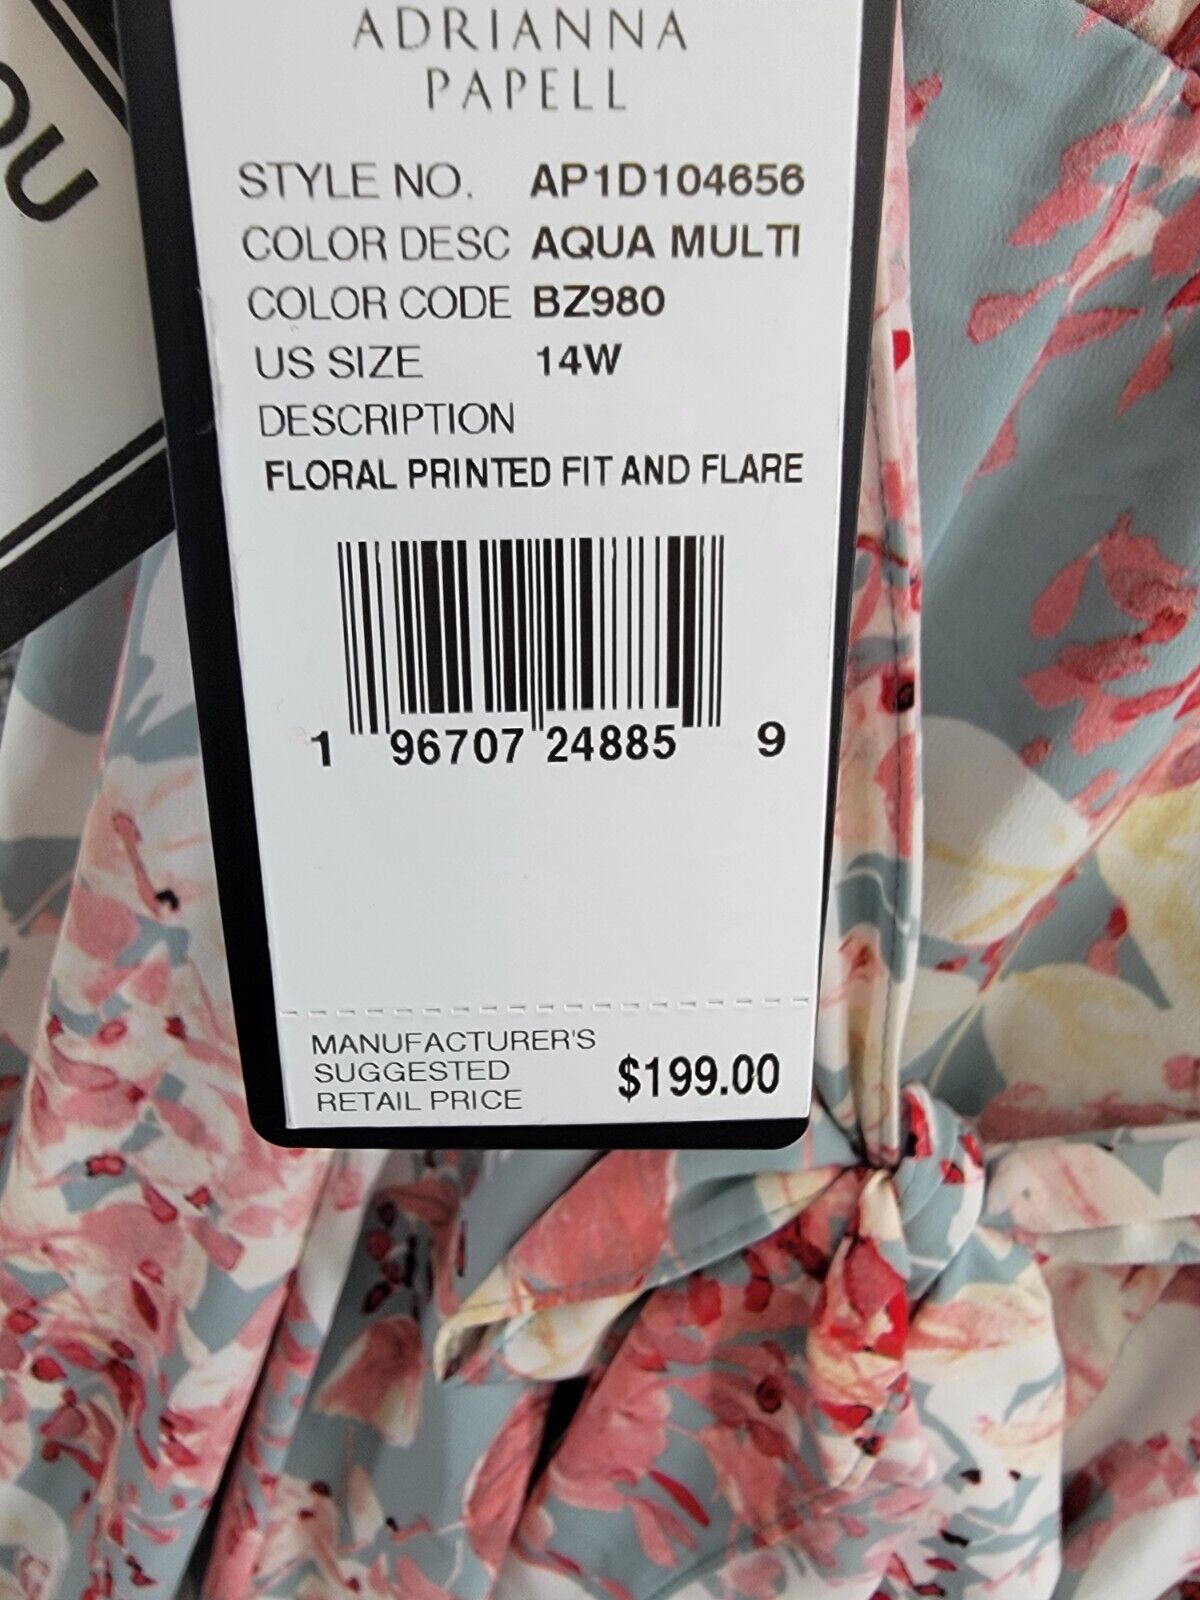 OU
ADRIANNA
PAPELL
STYLE NO. AP1D104656
COLOR DESC AQUA MULTI
COLOR CODE BZ980
US SIZE 14W
DESCRIPTION
FLORAL PRINTED FIT AND FLARE
1 96707 24885 9
MANUFACTURER'S
SUGGESTED
RETAIL PRICE $199.00